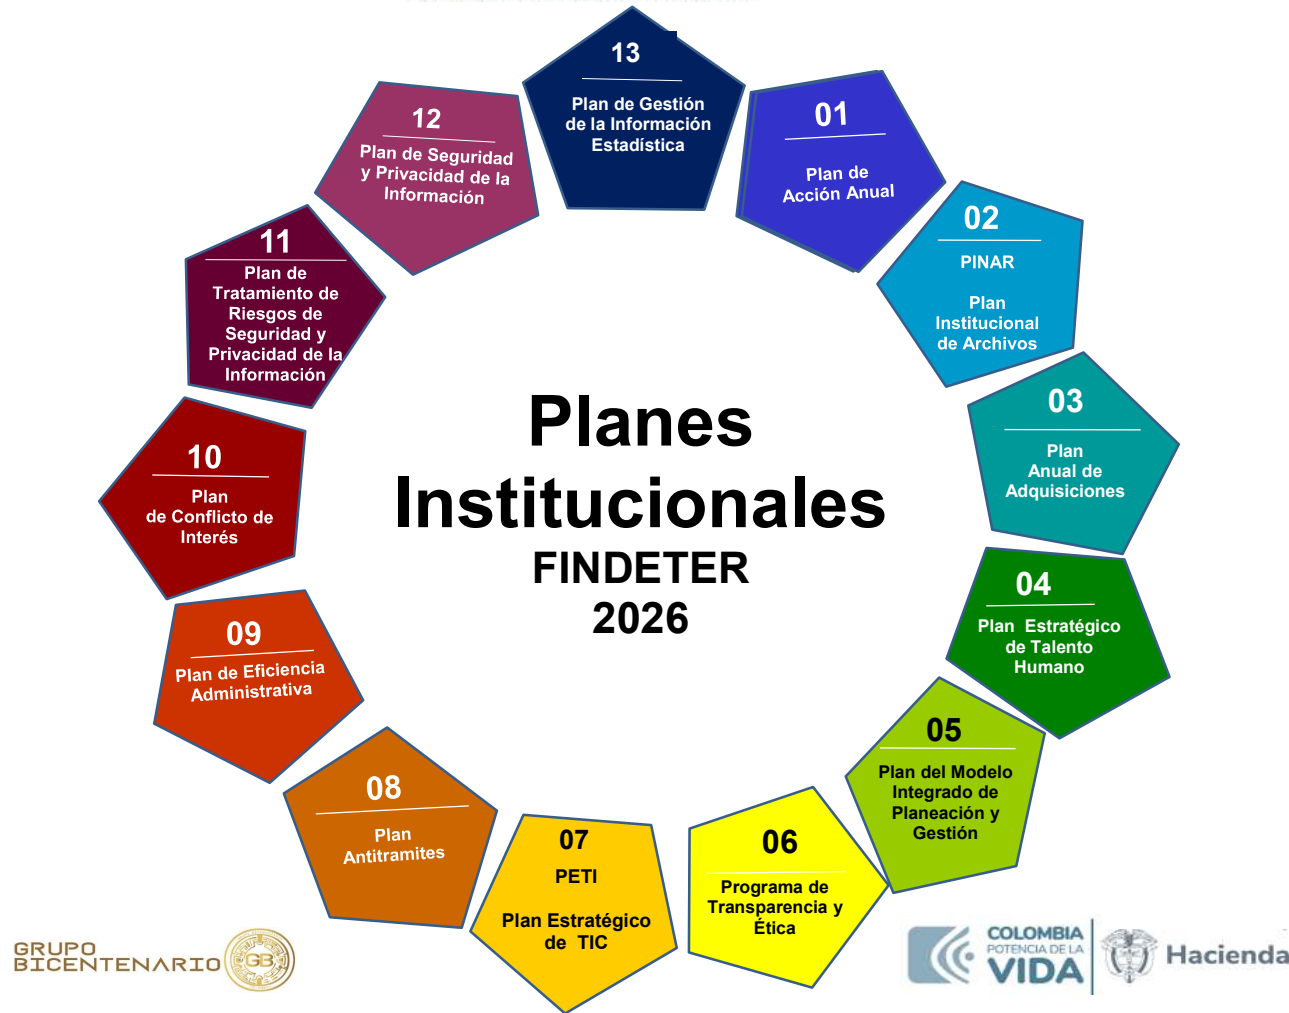 13
Plan de Gestión
de la Información
Estadística
01
Plan de
Acción Anual
02
PINAR
Plan
Institucional
de Archivos
03
Plan
Anual de
Adquisiciones
04
Plan Estratégico
de Talento
Humano
05
Plan del Modelo
Integrado de
Planeación y
Gestión
06
Programa de
Transparencia y
Ética
07
PETI
Plan Estratégico
de TIC
08
Plan
Antitramites
09
Plan de Eficiencia
Administrativa
10
Plan
de Conflicto de
Interés
11
Plan de
Tratamiento de
Riesgos de
Seguridad y
Privacidad de la
Información
12
Plan de Seguridad
y Privacidad de la
Información
Planes
Institucionales
FINDETER
2026
GRUPO
BICENTENARIO
GB
COLOMBIA
POTENCIA DE LA
VIDA
Hacienda